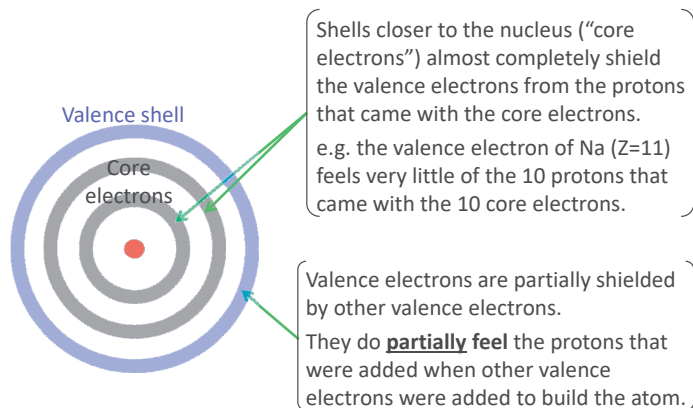 Shells closer to the nucleus (“core
electrons”) almost completely shield
the valence electrons from the protons
that came with the core electrons.
e.g. the valence electron of Na (Z=11)
feels very little of the 10 protons that
came with the 10 core electrons.
Valence shell
Core
electrons
Valence electrons are partially shielded
by other valence electrons.
They do partially feel the protons that
were added when other valence
electrons were added to build the atom.